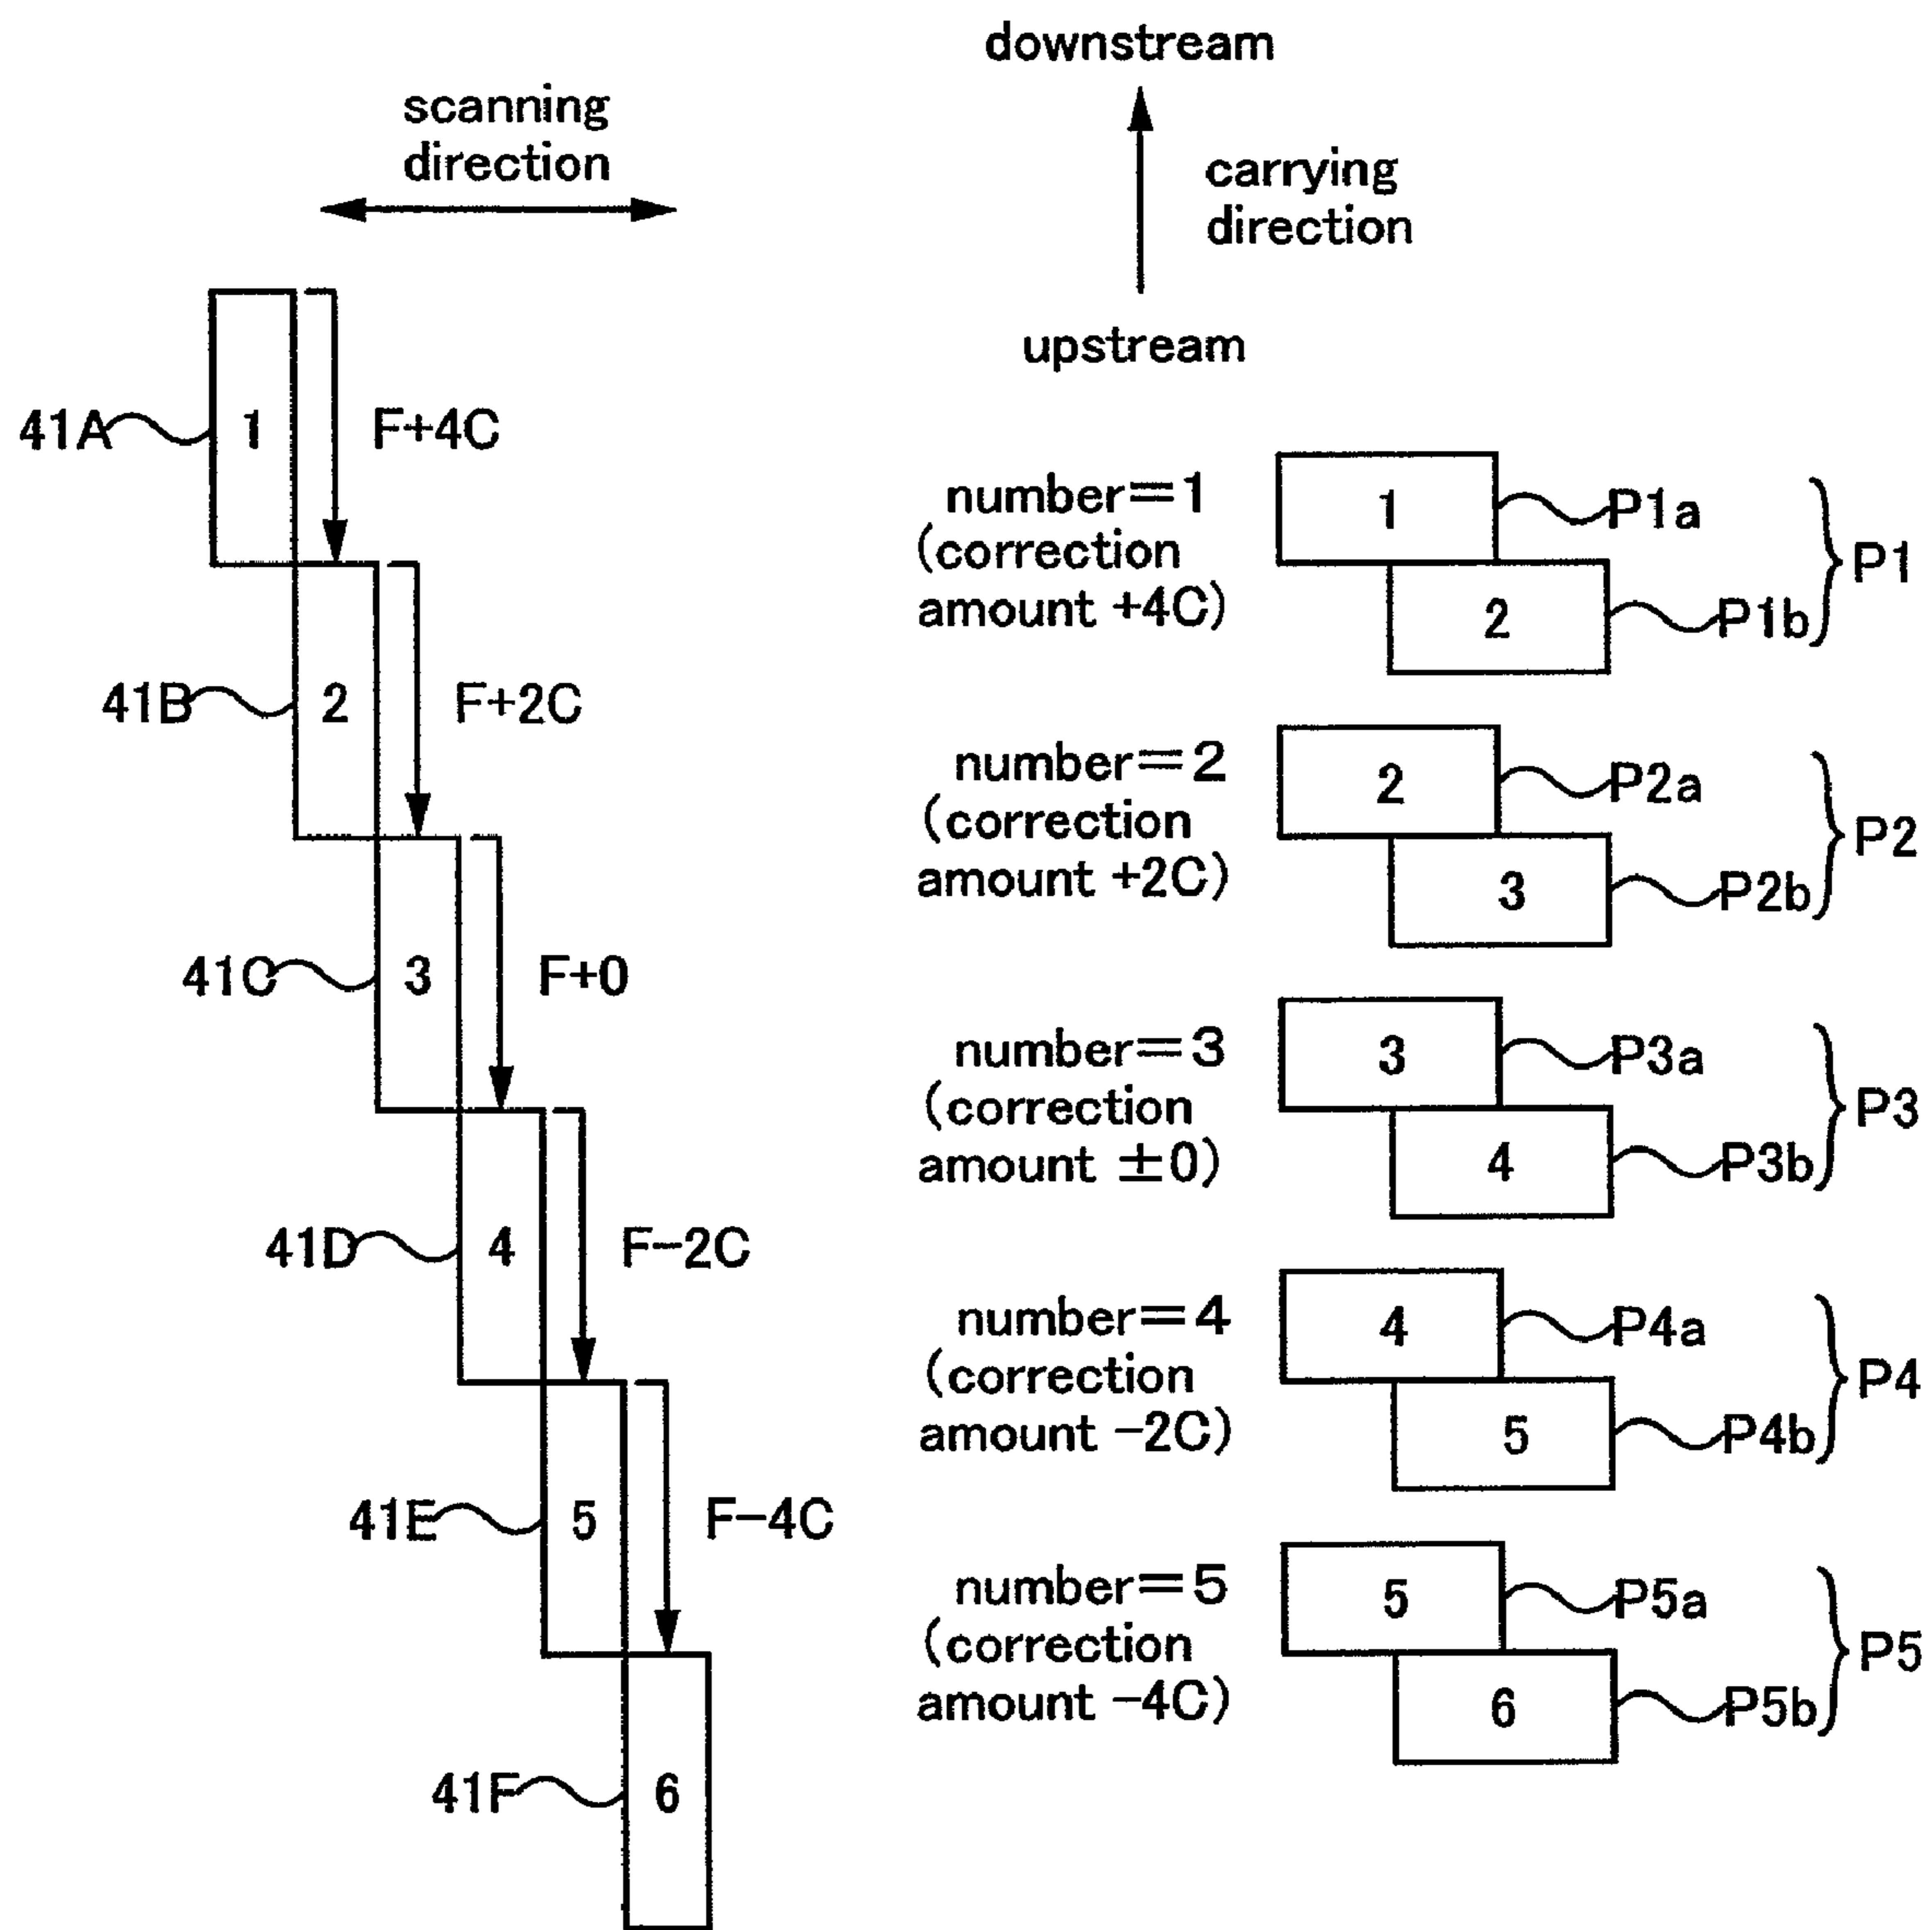 downstream
scanning
direction
carrying
direction
upstream
41A
1
F+4C
number=1
(correction
amount +4C)
1
P1a
2
P1b
P1
41B
2
F+2C
number=2
(correction
amount +2C)
2
P2a
3
P2b
P2
41C
3
F+0
number=3
(correction
amount ±0)
3
P3a
4
P3b
P3
41D
4
F−2C
number=4
(correction
amount −2C)
4
P4a
5
P4b
P4
41E
5
F−4C
number=5
(correction
amount −4C)
5
P5a
6
P5b
P5
41F
6